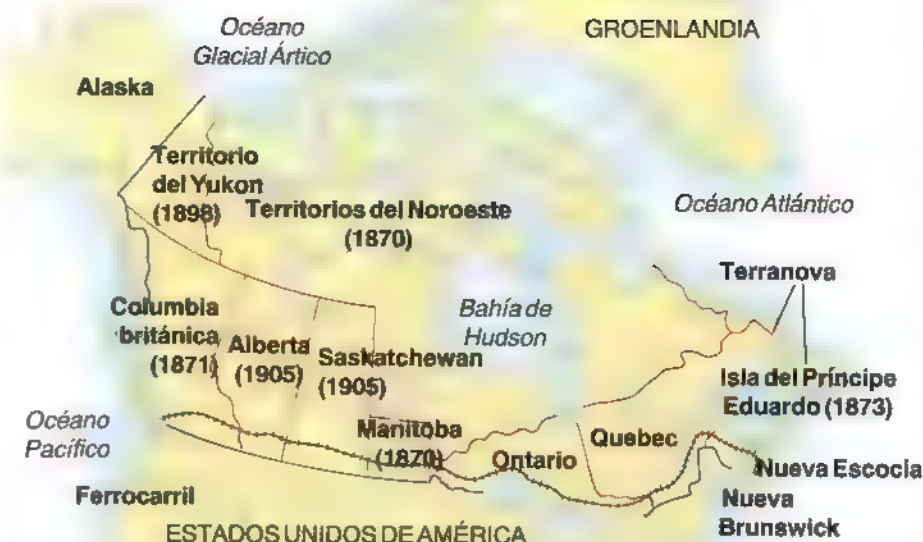 Océano
Glacial Ártico
GROENLANDIA
Alaska
Territorio
del Yukon
(1898)
Territorios del Noroeste
(1870)
Océano Atlántico
Terranova
Bahía de
Hudson
Columbia
británica
(1871)
Alberta
(1905)
Saskatchewan
(1905)
Isla del Príncipe
Eduardo (1873)
Océano
Pacífico
Manitoba
(1870)
Ontario
Quebec
Nueva Escocia
Nueva
Brunswick
Ferrocarril
ESTADOS UNIDOS DE AMÉRICA